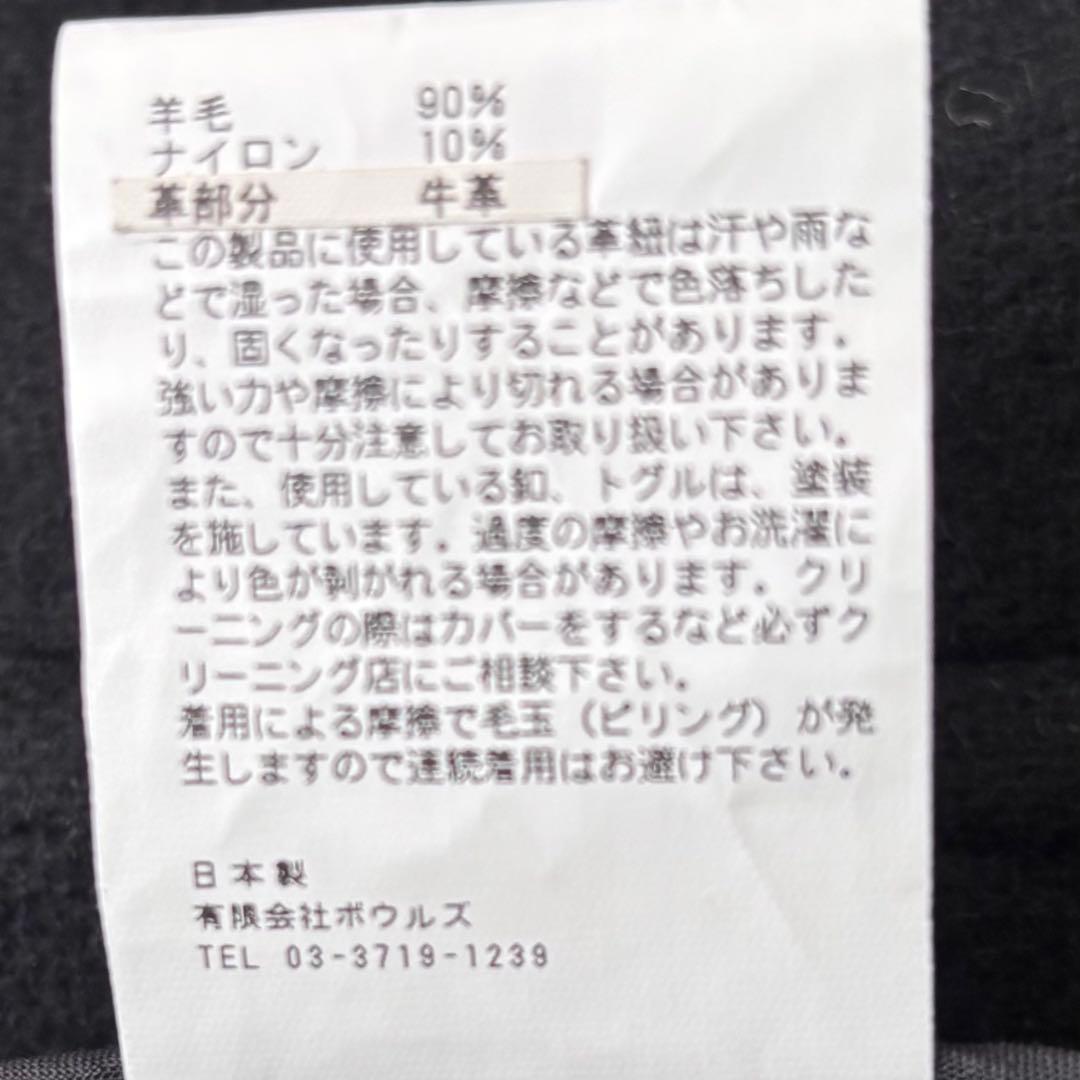 羊毛 90%
ナイロン 10%
革部分 牛革
この製品に使用している革紐は汗や雨な
どで湿った場合、摩擦などで色落ちした
り、固くなったりすることがあります．
強い力や摩擦により切れる場合がありま
すので十分注意してお取り扱い下さい．
また、使用している釦、トグルは、塗装
を施しています．過度の摩擦やお洗濯に
より色が剥がれる場合があります．クリ
ーニングの際はカバーをするなど必ずク
リーニング店にご相談下さい．
着用による摩擦で毛玉（ピリング）が発
生しますので連続着用はお避け下さい．
日本製
有限会社ボウルズ
TEL 03-3719-1239